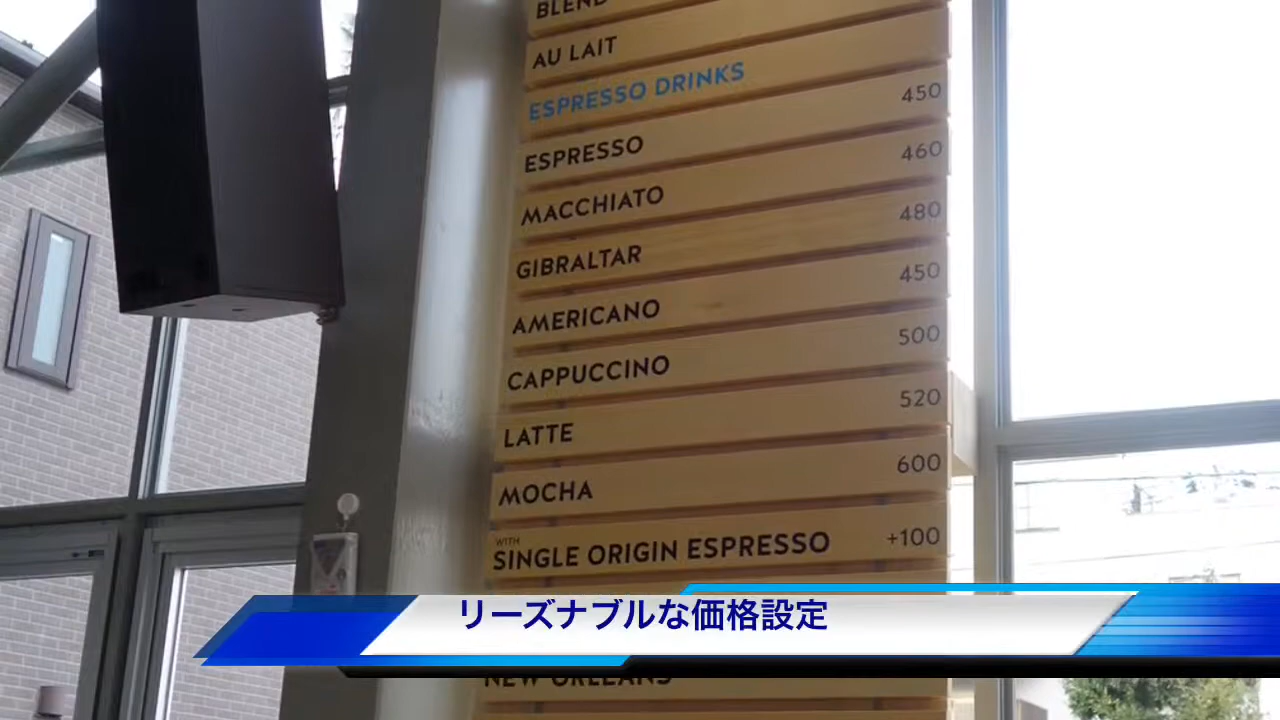 BLEND
AU LAIT
ESPRESSO DRINKS
ESPRESSO 450
MACCHIATO 460
GIBRALTAR 480
AMERICANO 450
CAPPUCCINO 500
LATTE 520
MOCHA 600
WITH
SINGLE ORIGIN ESPRESSO +100
リーズナブルな価格設定
NEW ORLEANS